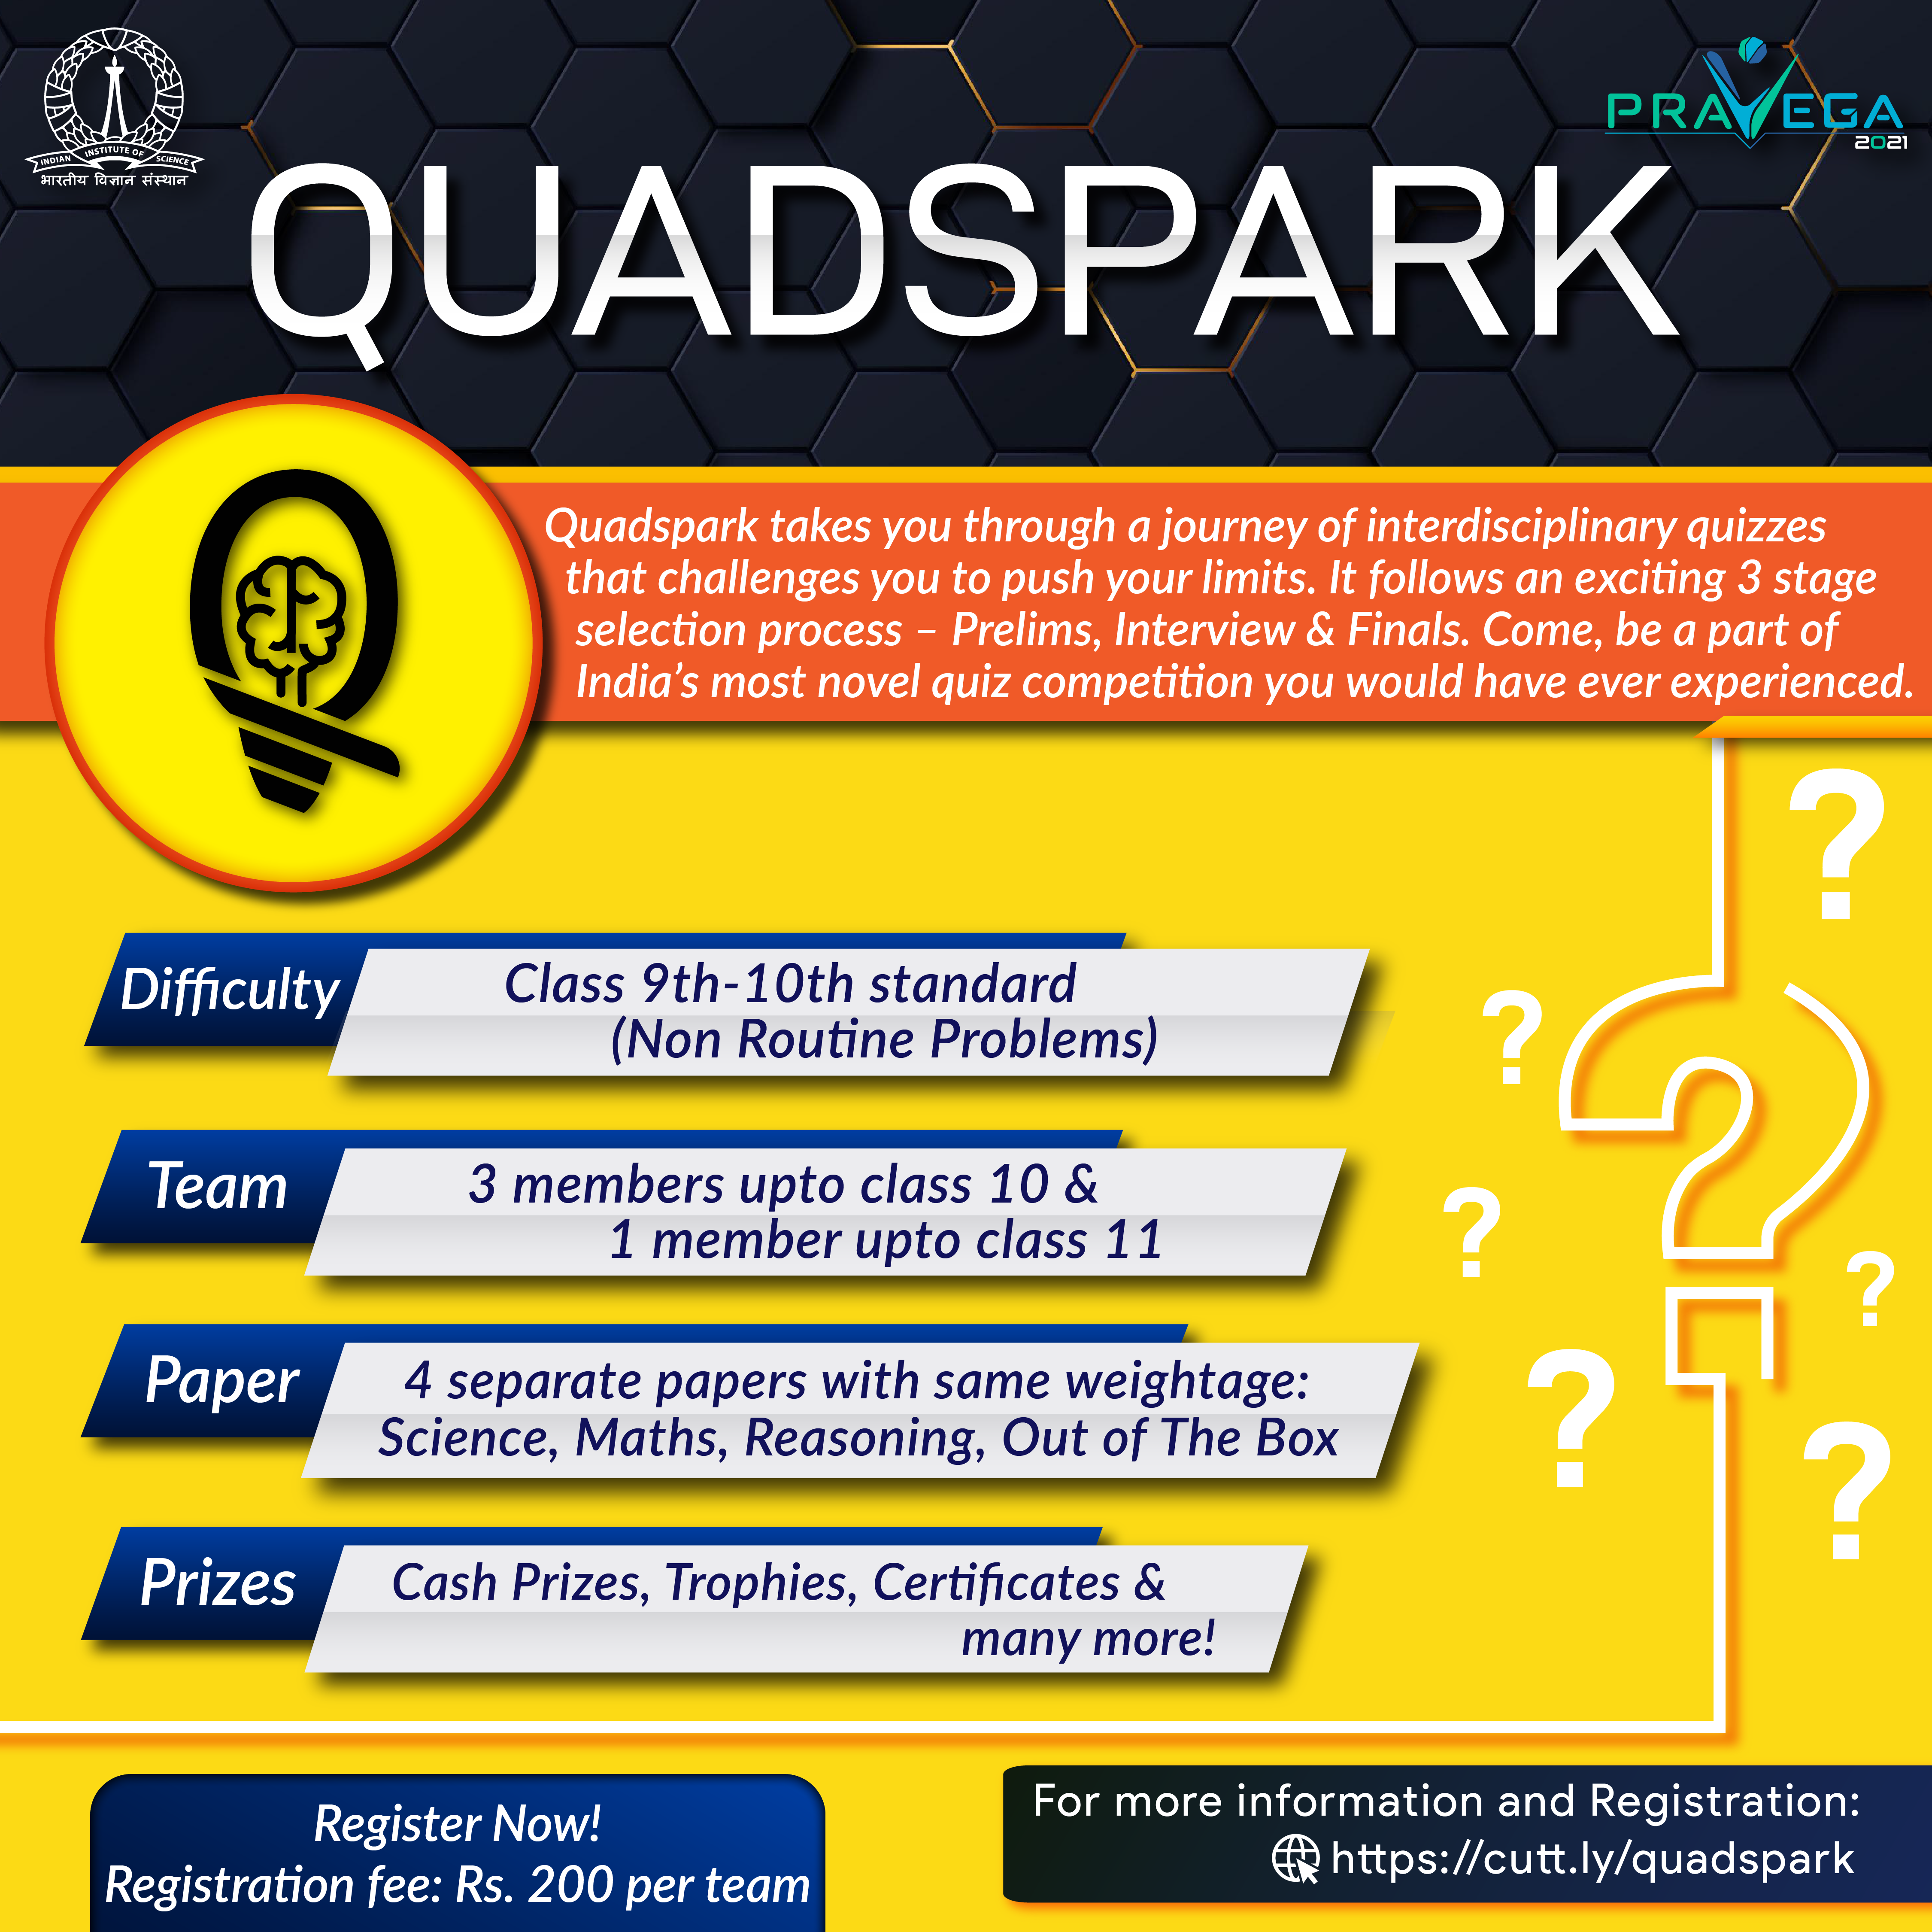 INDIAN INSTITUTE OF SCIENCE
भारतीय विज्ञान संस्थान
PRAVEGA
2021
QUADSPARK
Quadspark takes you through a journey of interdisciplinary quizzes
that challenges you to push your limits. It follows an exciting 3 stage
selection process – Prelims, Interview & Finals. Come, be a part of
India’s most novel quiz competition you would have ever experienced.
Difficulty
Class 9th-10th standard
(Non Routine Problems)
Team
3 members upto class 10 &
1 member upto class 11
Paper
4 separate papers with same weightage:
Science, Maths, Reasoning, Out of The Box
Prizes
Cash Prizes, Trophies, Certificates &
many more!
Register Now!
Registration fee: Rs. 200 per team
For more information and Registration:
https://cutt.ly/quadspark